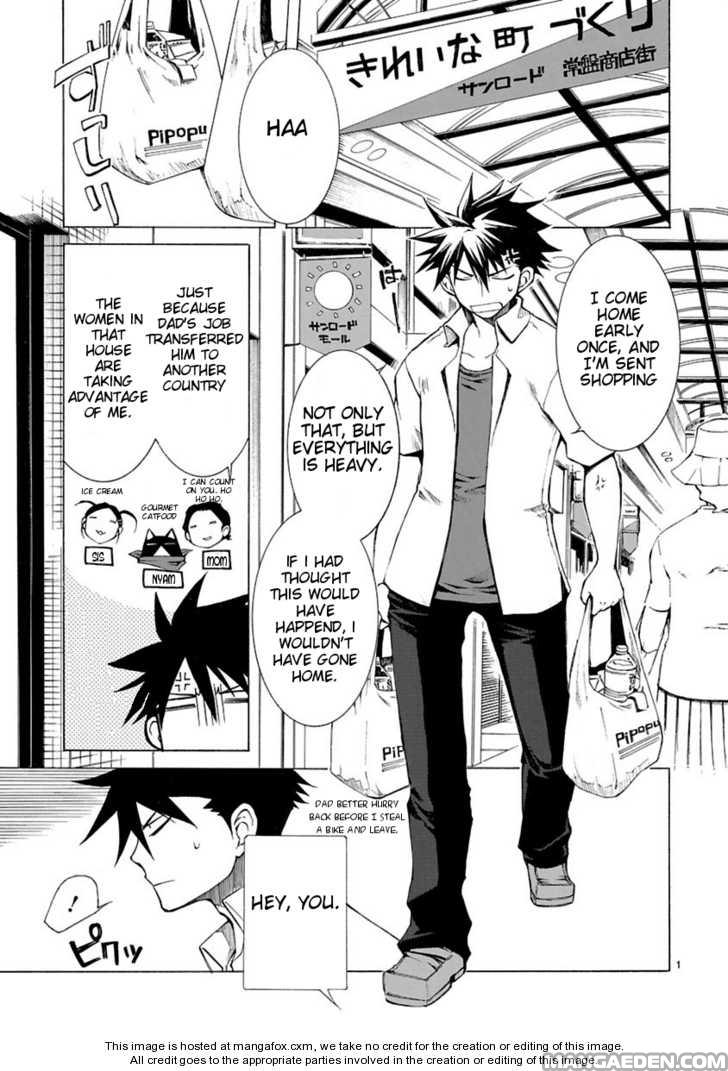 きれいな町づくり
サンロード 常盤商店街
ずっしり
PiPoPu
HAA
I COME
HOME
EARLY
ONCE, AND
I'M SENT
SHOPPING
はぁ
サンロード
モール
NOT ONLY
THAT, BUT
EVERYTHING
IS HEAVY.
IF I HAD
THOUGHT
THIS WOULD
HAVE
HAPPEND, I
WOULDN'T
HAVE GONE
HOME.
PiPoPu
PiPoPu
JUST
BECAUSE
DAD'S JOB
TRANSFERRED
HIM TO
ANOTHER
COUNTRY
THE
WOMEN IN
THAT
HOUSE
ARE
TAKING
ADVANTAGE
OF ME.
I CAN COUNT
ON YOU. HO
HO HO.
MOM
GOURMET
CATFOOD
NYAM
ICE CREAM
SIS
DAD BETTER HURRY
BACK BEFORE I STEAL
A BIKE AND LEAVE.
HEY, YOU.
!
ピクッ
1
This image is hosted at mangafox.cxm, we take no credit for the creation or editing of this image.
All credit goes to the appropriate parties involved in the creation or editing of this image.
MANGAEDEN.COM